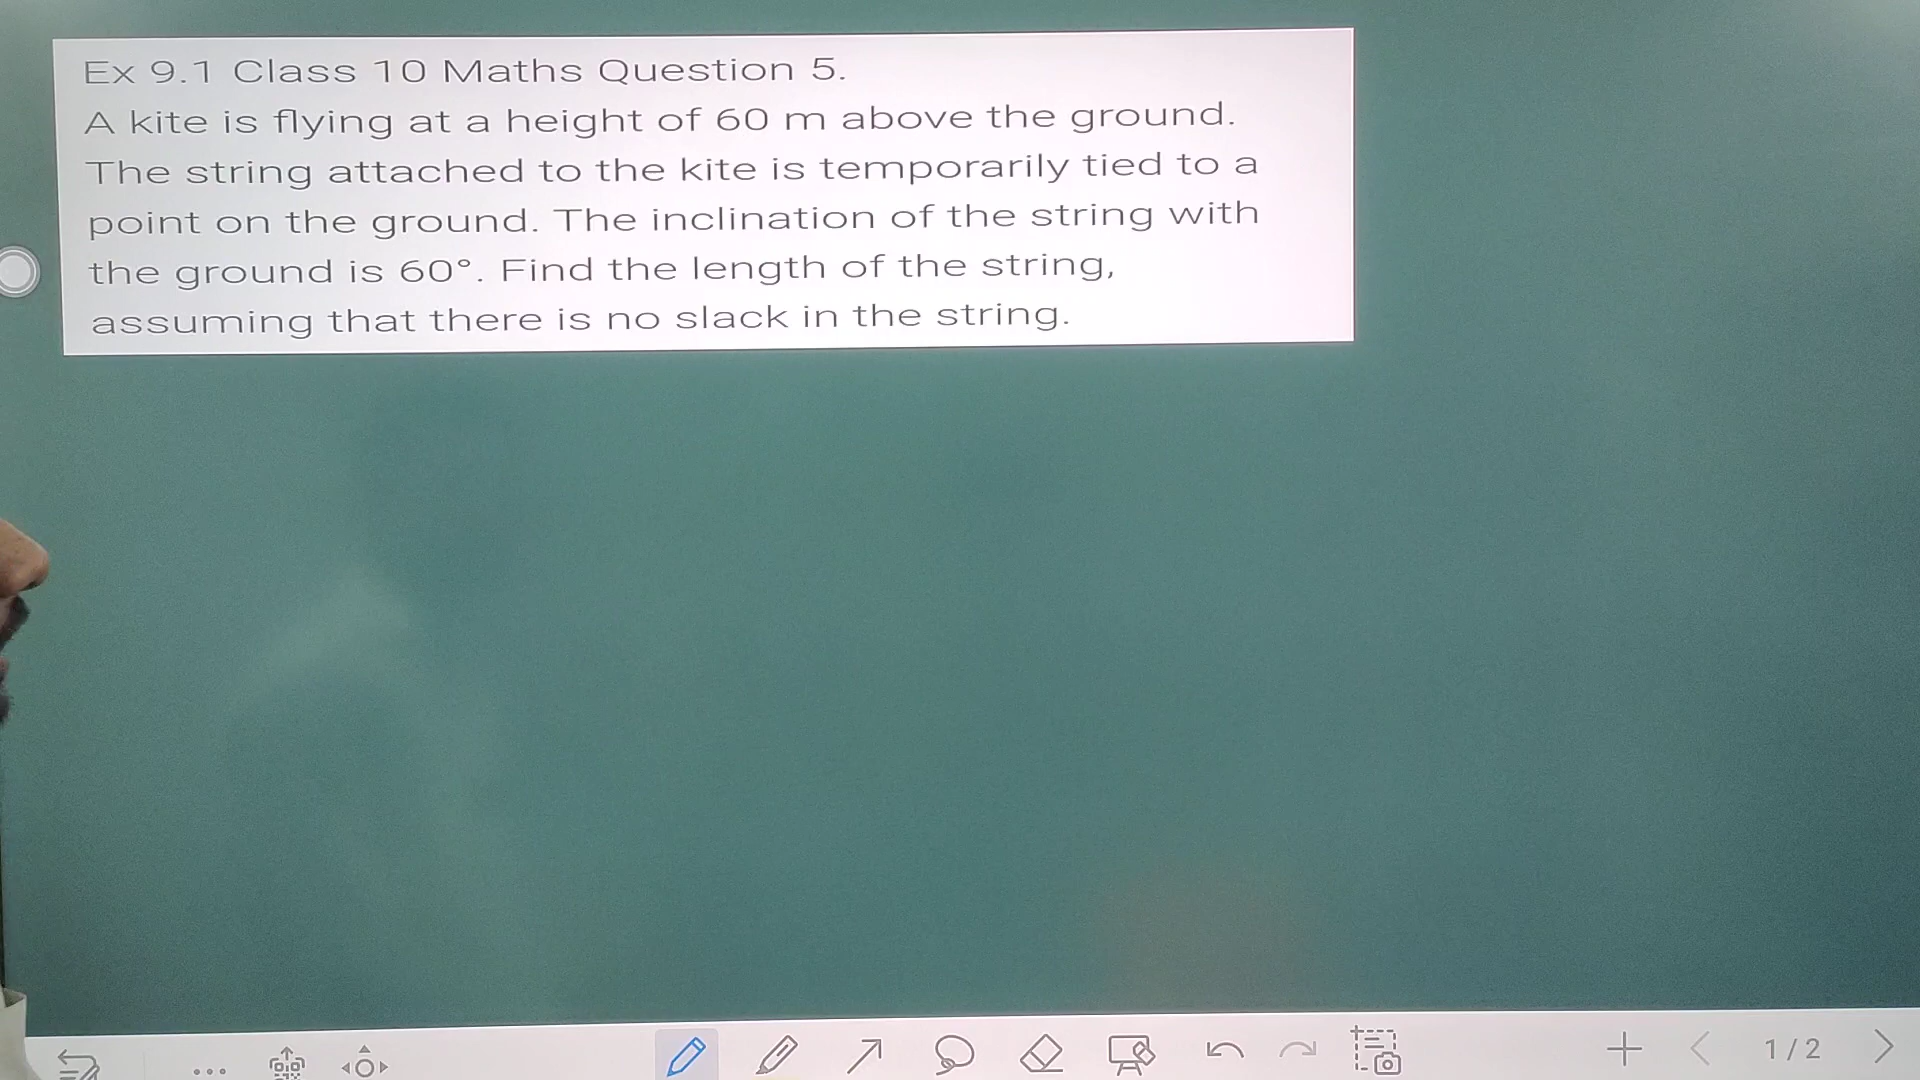 Ex 9.1 Class 10 Maths Question 5.
A kite is flying at a height of 60 m above the ground.
The string attached to the kite is temporarily tied to a
point on the ground. The inclination of the string with
the ground is 60°. Find the length of the string,
assuming that there is no slack in the string.
1/2